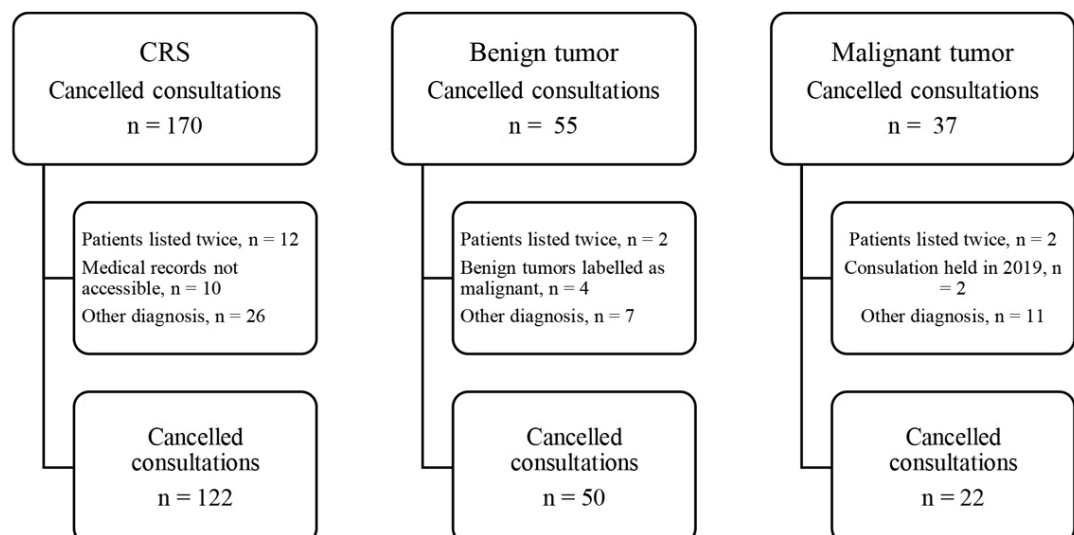 CRS
Cancelled consultations
n = 170
Patients listed twice, n = 12
Medical records not
accessible, n = 10
Other diagnosis, n = 26
Cancelled
consultations
n = 122
Benign tumor
Cancelled consultations
n =  55
Patients listed twice, n = 2
Benign tumors labelled as
malignant, n = 4
Other diagnosis, n = 7
Cancelled
consultations
n = 50
Malignant tumor
Cancelled consultations
n = 37
Patients listed twice, n = 2
Consulation held in 2019, n
= 2
Other diagnosis, n = 11
Cancelled
consultations
n = 22